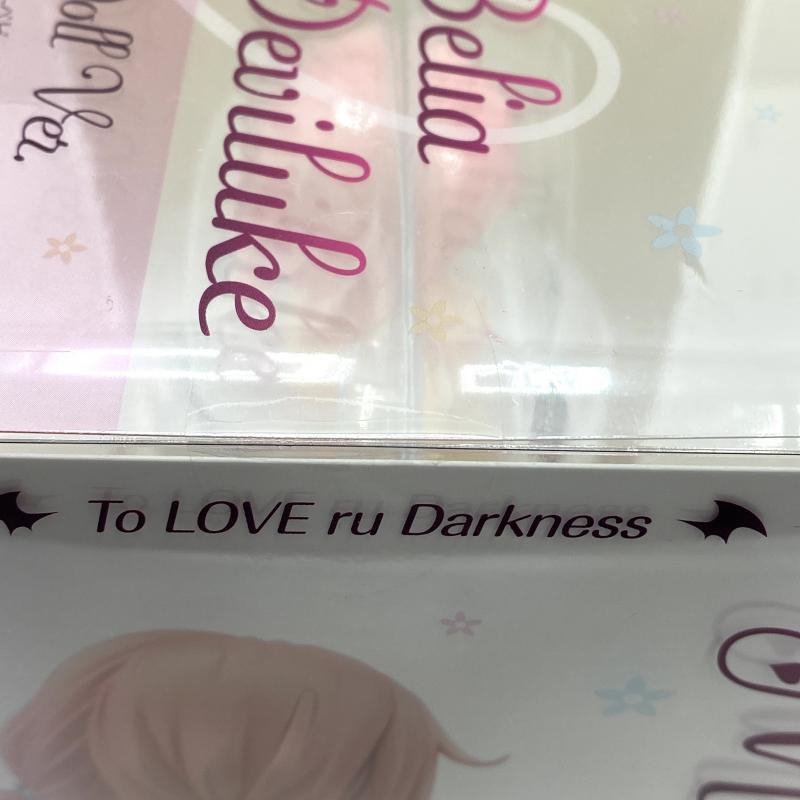 Belia
Deviluke
Doll Ver
To LOVE ru Darkness